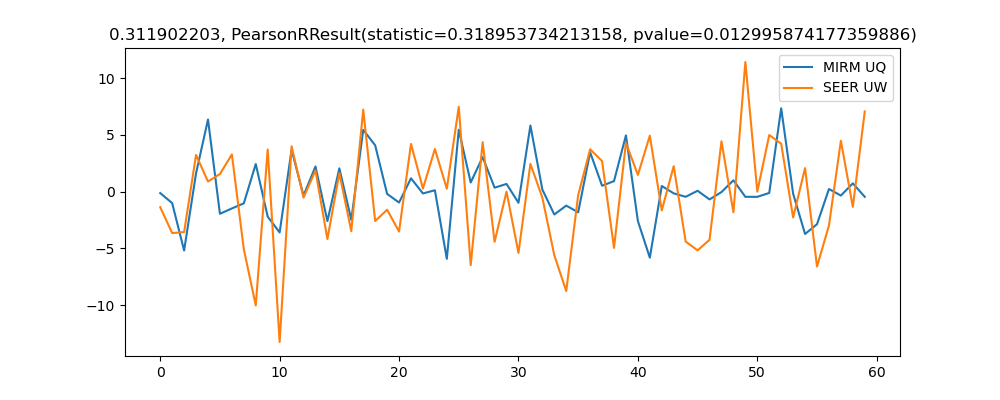 0.311902203, PearsonRResult(statistic=0.318953734213158, pvalue=0.012995874177359886)
MIRM UQ
SEER UW
10
5
0
−5
−10
0 10 20 30 40 50 60